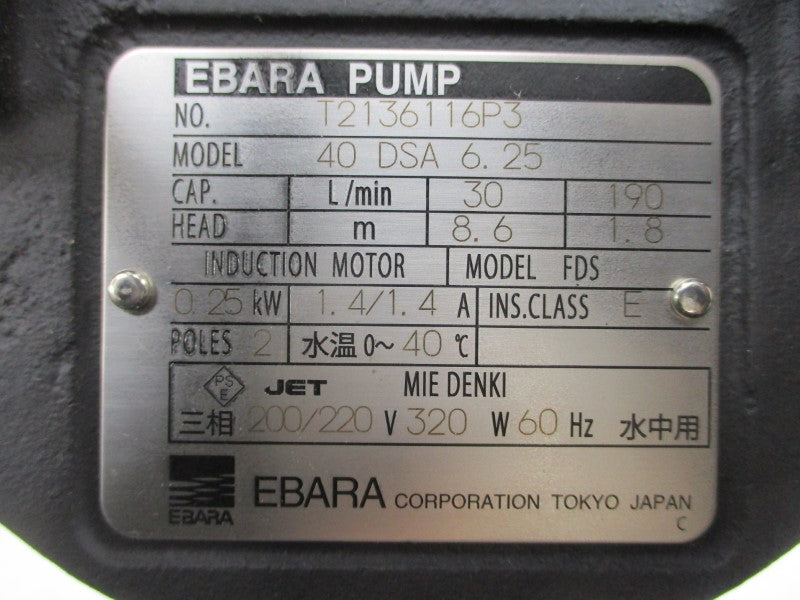 EBARA PUMP
NO. T2136116P3
MODEL 40 DSA 6.25
CAP. L/min 30 190
HEAD m 8.6 1.8
INDUCTION MOTOR MODEL FDS
0.25 kW 1.4/1.4 A INS.CLASS E
POLES 2 水温 0~ 40 ℃
PS E JET MIE DENKI
三相 200/220 V 320 W 60 Hz 水中用
EBARA EBARA CORPORATION TOKYO JAPAN
C